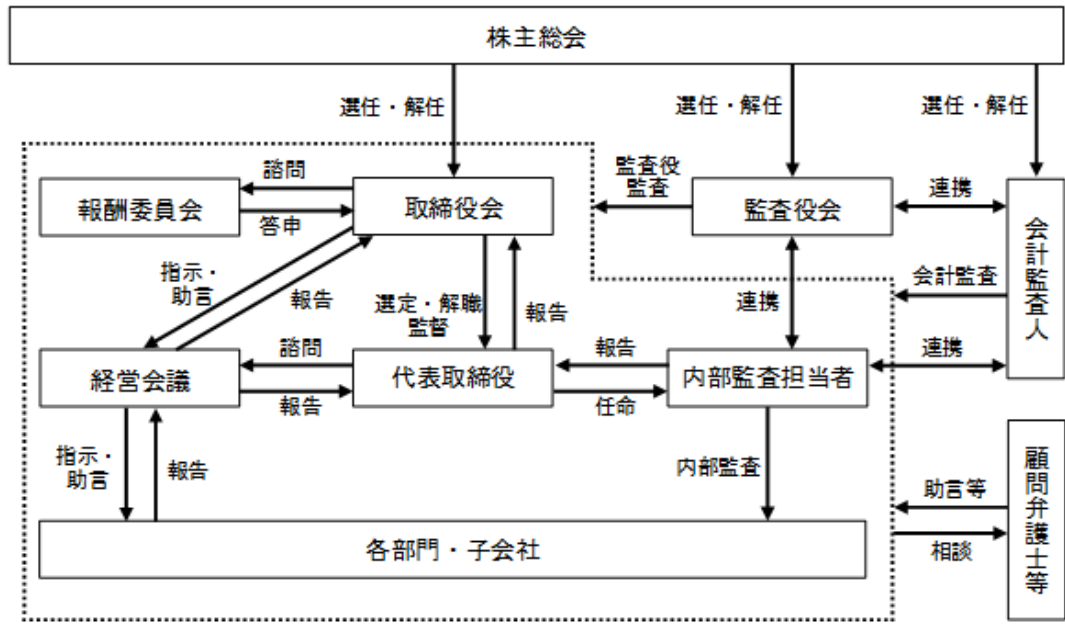 株主総会
選任・解任
選任・解任
選任・解任
諮問
監査役
監査
報酬委員会
取締役会
監査役会
連携
答申
会計監査人
指示・
助言
報告
選定・解職
監督
報告
連携
会計監査
諮問
報告
連携
経営会議
代表取締役
内部監査担当者
報告
任命
指示・
助言
報告
内部監査
顧問弁護士等
助言等
相談
各部門・子会社